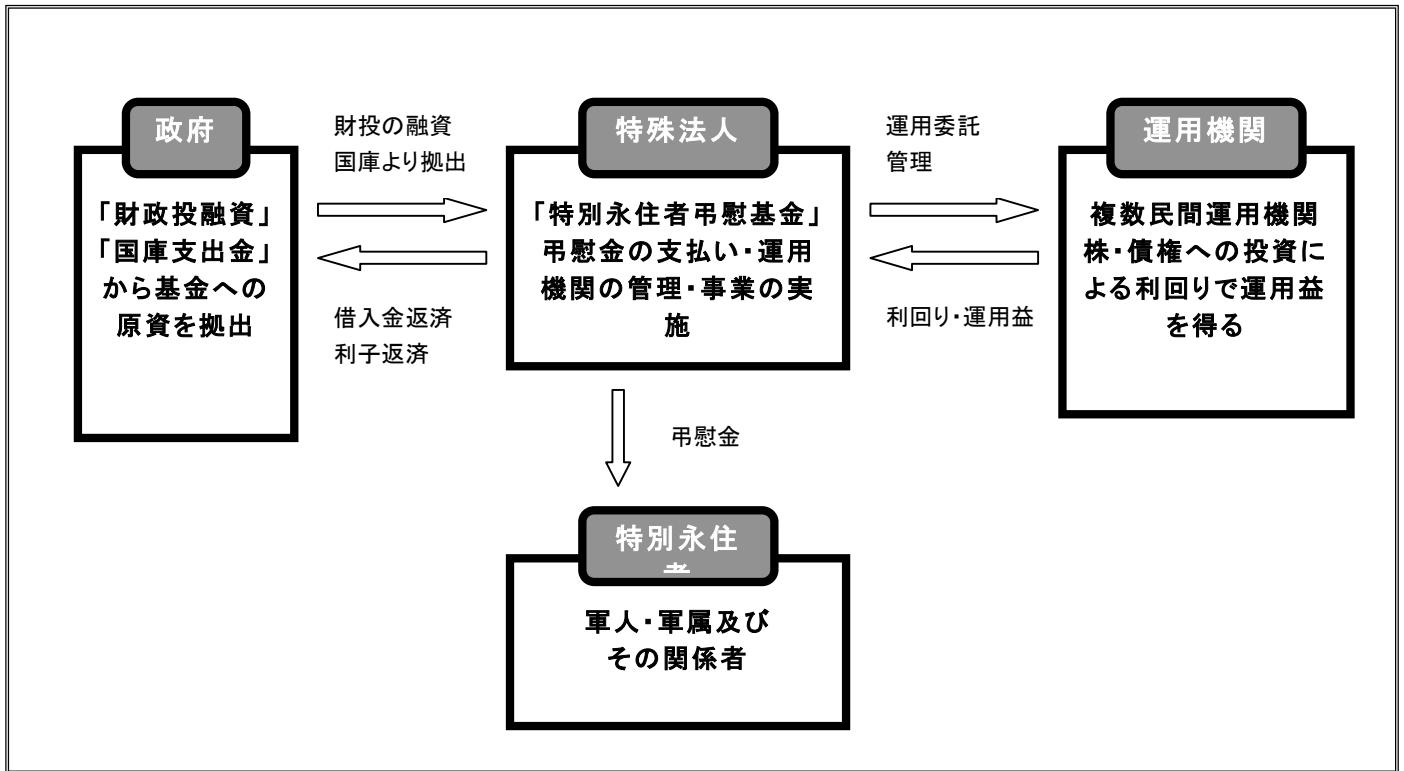 政府
「財政投融資」
「国庫支出金」
から基金への
原資を拠出
財投の融資
国庫より拠出
借入金返済
利子返済
特殊法人
「特別永住者弔慰基金」
弔慰金の支払い・運用
機関の管理・事業の実
施
運用委託
管理
利回り・運用益
運用機関
複数民間運用機関
株・債権への投資に
よる利回りで運用益
を得る
弔慰金
特別永住
者
軍人・軍属及び
その関係者